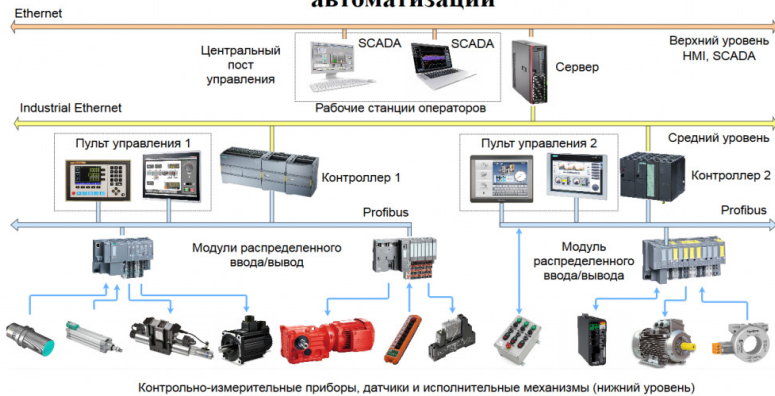 автоматизации
Ethernet
SCADA
SCADA
Центральный
пост
управления
Сервер
Верхний уровень
HMI, SCADA
Рабочие станции операторов
Industrial Ethernet
Средний уровень
Пульт управления 1
Контроллер 1
Пульт управления 2
Контроллер 2
Profibus
Profibus
Модули распределенного
ввода/вывод
Модуль
распределенного
ввода/вывода
Контрольно-измерительные приборы, датчики и исполнительные механизмы (нижний уровень)